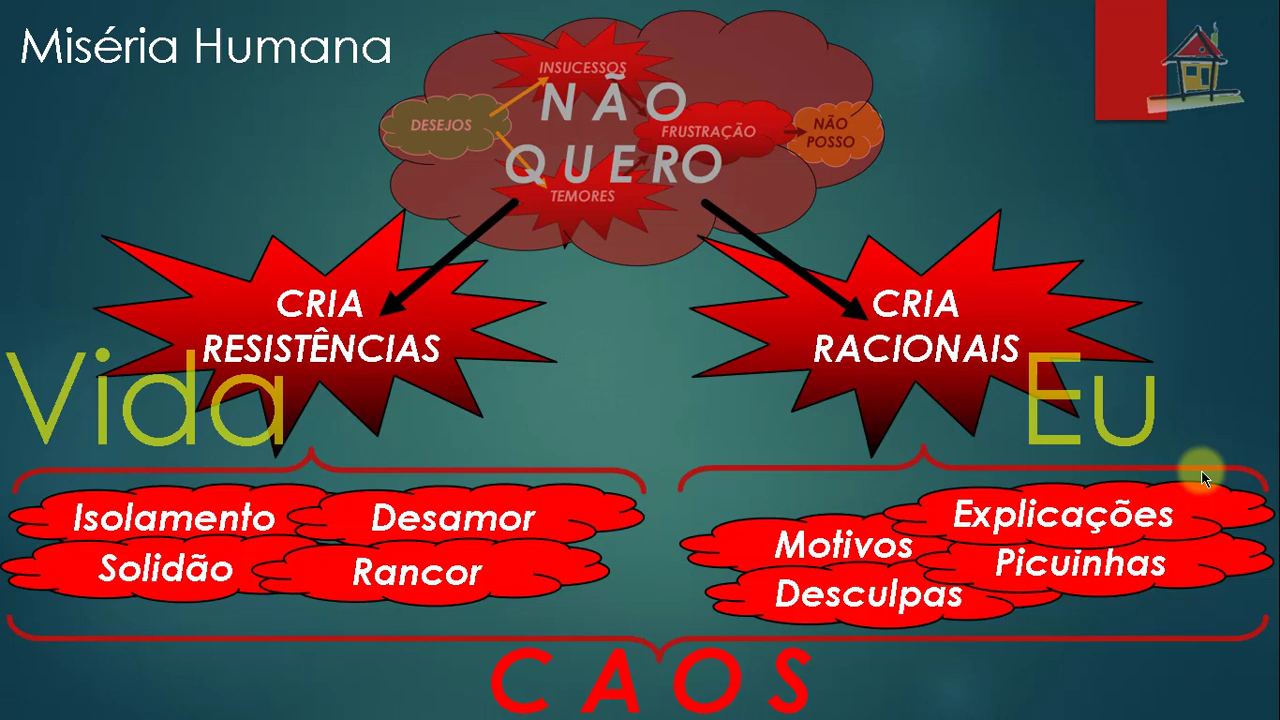 Miséria Humana
INSUCESSOS
NÃO
DESEJOS
FRUSTRAÇÃO
NÃO
POSSO
QUERO
TEMORES
CRIA
RESISTÊNCIAS
CRIA
RACIONAIS
Vida
Eu
Isolamento
Desamor
Solidão
Rancor
Explicações
Motivos
Picuinhas
Desculpas
CAOS